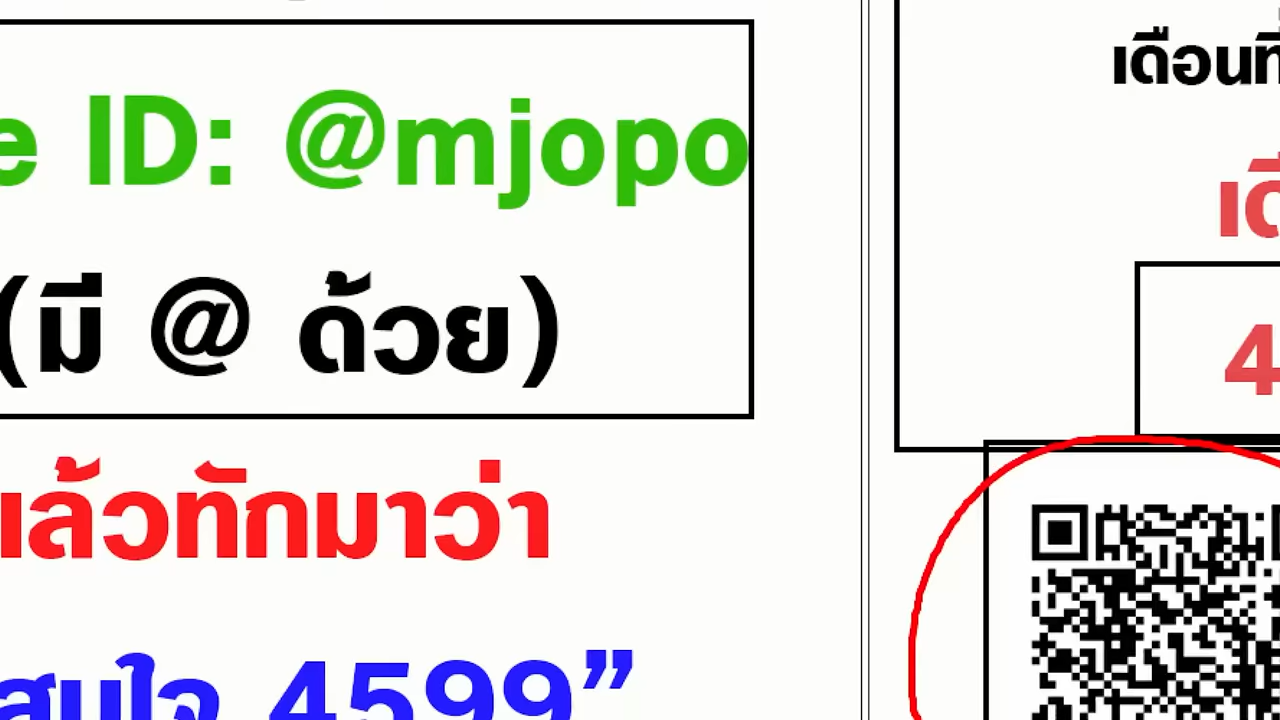 e ID: @mjopo
(มี @ ด้วย)
แล้วทักมาว่า
สนใจ 4599”
เดือนที่
เดื
4